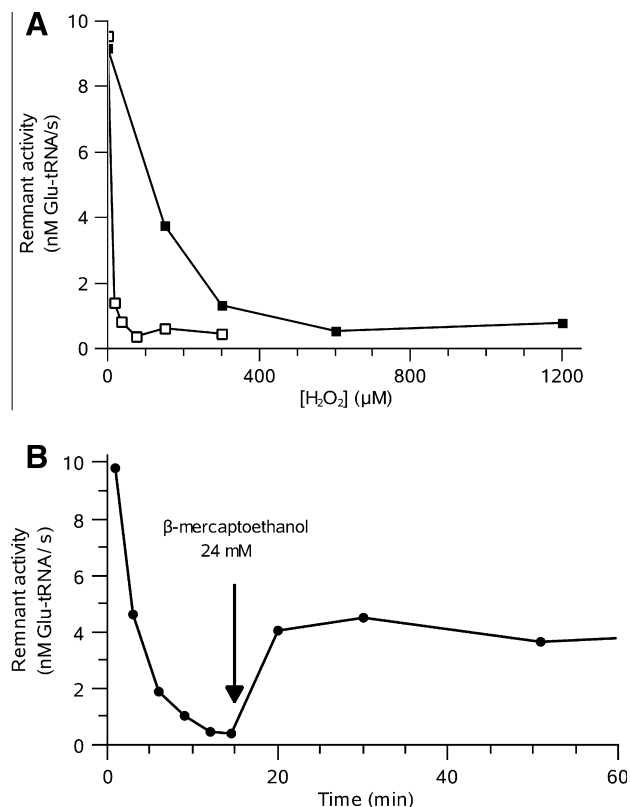 A
10
8
6
4
2
0
Remnant activity
(nM Glu-tRNA/s)
0 400 800 1200
[H₂O₂] (µM)
B
10
8
6
4
2
0
Remnant activity
(nM Glu-tRNA/ s)
β-mercaptoethanol
24 mM
0 20 40 60
Time (min)